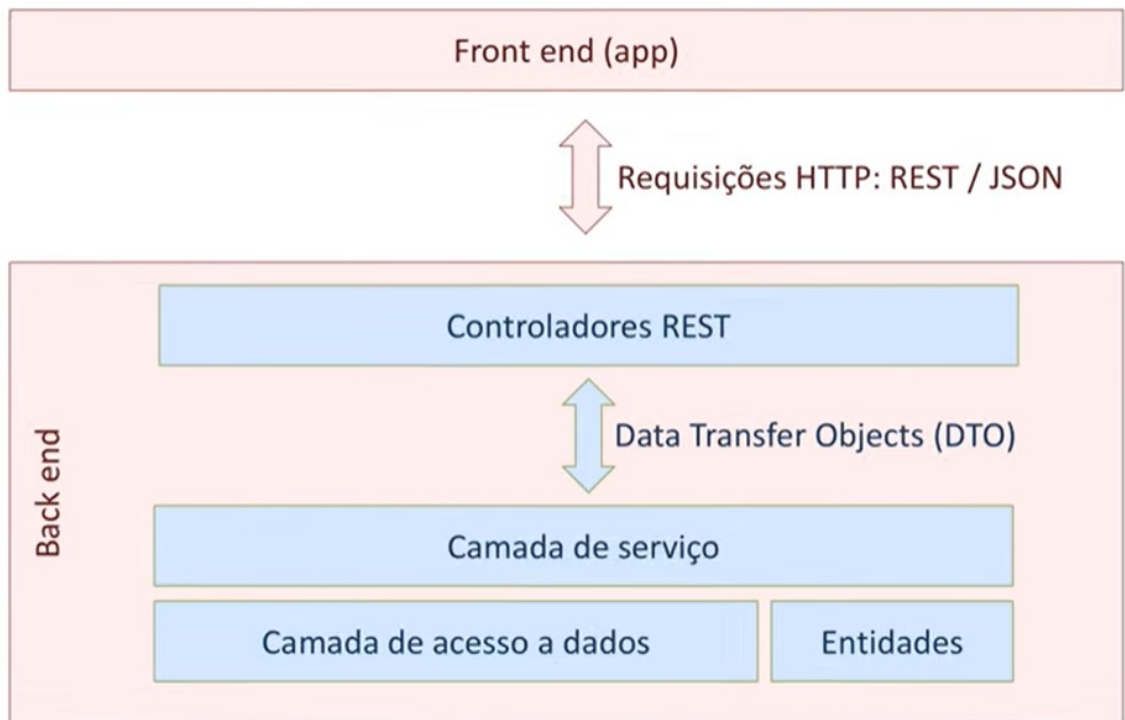 Front end (app)
Requisições HTTP: REST / JSON
Controladores REST
Data Transfer Objects (DTO)
Back end
Camada de serviço
Camada de acesso a dados
Entidades